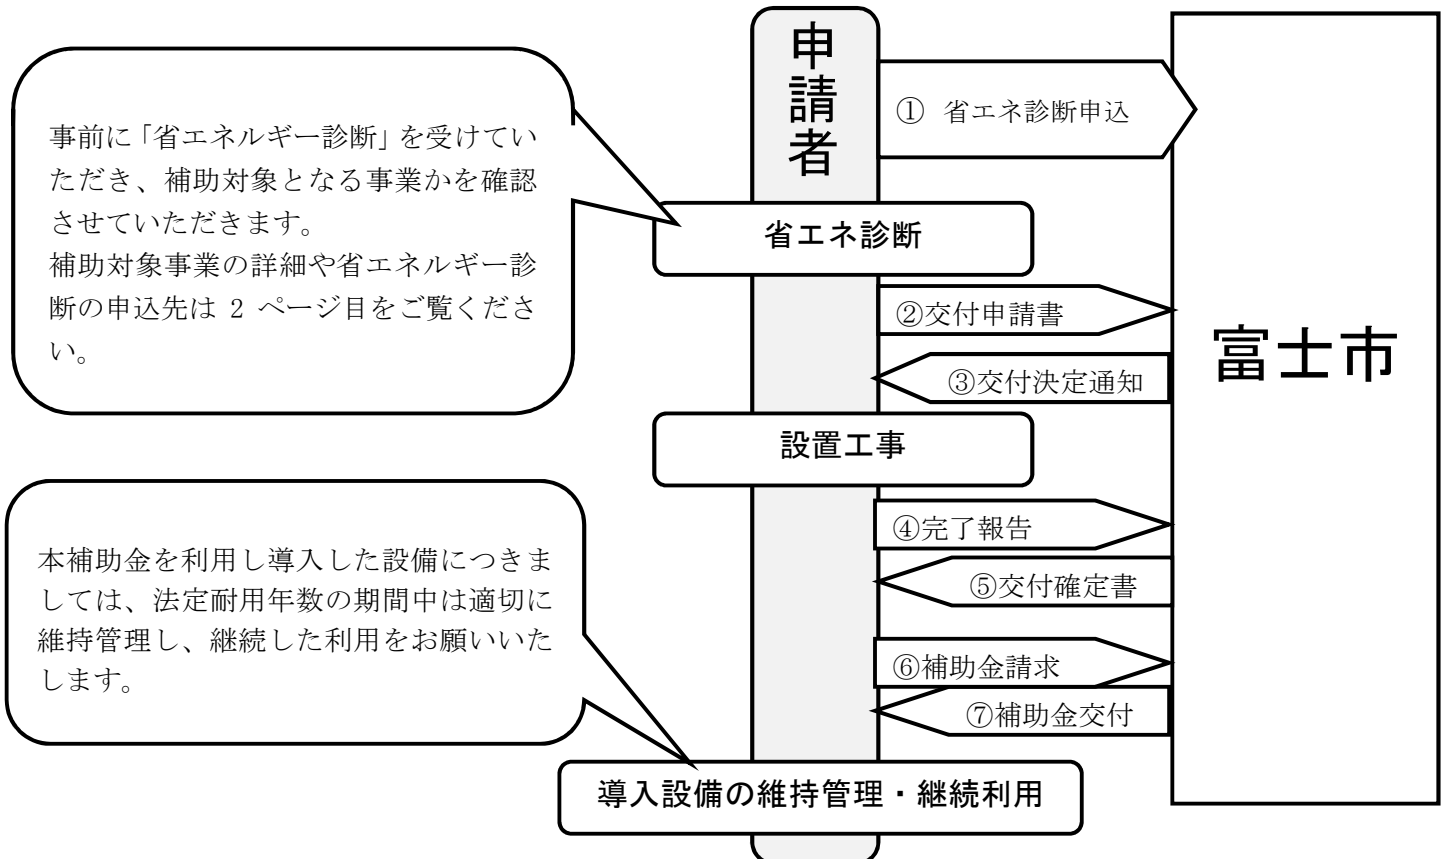 申請者
富士市
① 省エネ診断申込
事前に「省エネルギー診断」を受けてい
ただき、補助対象となる事業かを確認
させていただきます。
補助対象事業の詳細や省エネルギー診
断の申込先は 2 ページ目をご覧くださ
い。
省エネ診断
②交付申請書
③交付決定通知
設置工事
④完了報告
⑤交付確定書
⑥補助金請求
⑦補助金交付
本補助金を利用し導入した設備につきま
しては、法定耐用年数の期間中は適切に
維持管理し、継続した利用をお願いいた
します。
導入設備の維持管理・継続利用